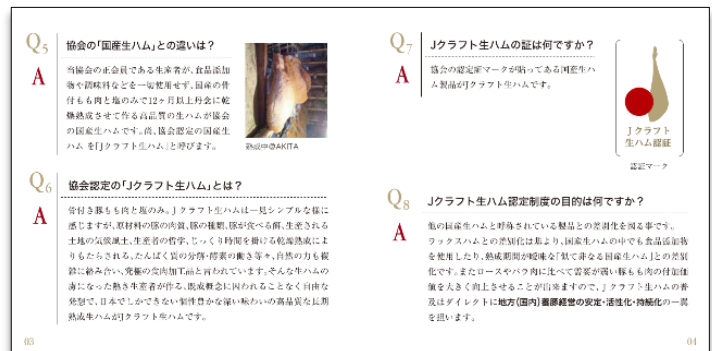 Q5 協会の「国産生ハム」との違いは？
A 当協会の正会員である生産者が、食品添加
物や調味料などを一切使用せず、国産の骨
付もも肉と塩のみで12ヶ月以上丹念に乾
燥熟成させて作る高品質の生ハムが協会
の国産生ハムです。尚、協会認定の国産生
ハム を「Jクラフト生ハム」と呼びます。
熟成中@AKITA
Q6 協会認定の「Jクラフト生ハム」とは？
A 骨付き豚もも肉と塩のみ。Jクラフト生ハムは一見シンプルな様に
感じますが、原材料の豚の肉質、豚の種類、豚が食べる餌、生産される
土地の気候風土、生産者の哲学、じっくり時間を掛ける乾燥熟成によ
りもたらされる、たんぱく質の分解・酵素の働き等々、自然の力も複
雑に絡み合い、究極の食肉加工品と言われています。そんな生ハムの
虜になった熱き生産者が作る、既成概念に囚われることなく自由な
発想で、日本でしかできない個性豊かな深い味わいの高品質な長期
熟成生ハムがJクラフト生ハムです。
03
Q7 Jクラフト生ハムの証は何ですか？
A 協会の認定証マークが貼ってある国産生ハ
ム製品がJクラフト生ハムです。
Jクラフト
生ハム認証
認証マーク
Q8 Jクラフト生ハム認定制度の目的は何ですか？
A 他の国産生ハムと呼称されている製品との差別化を図る事です。
ラックスハムとの差別化は基より、国産生ハムの中でも食品添加物
を使用したり、熟成期間が曖昧な「似て非なる国産生ハム」との差別
化です。またロースやバラ肉に比べて需要が弱い豚もも肉の付加価
値を大きく向上させることが出来ますので、Jクラフト生ハムの普
及はダイレクトに地方(国内)養豚経営の安定・活性化・持続化の一翼
を担います。
04